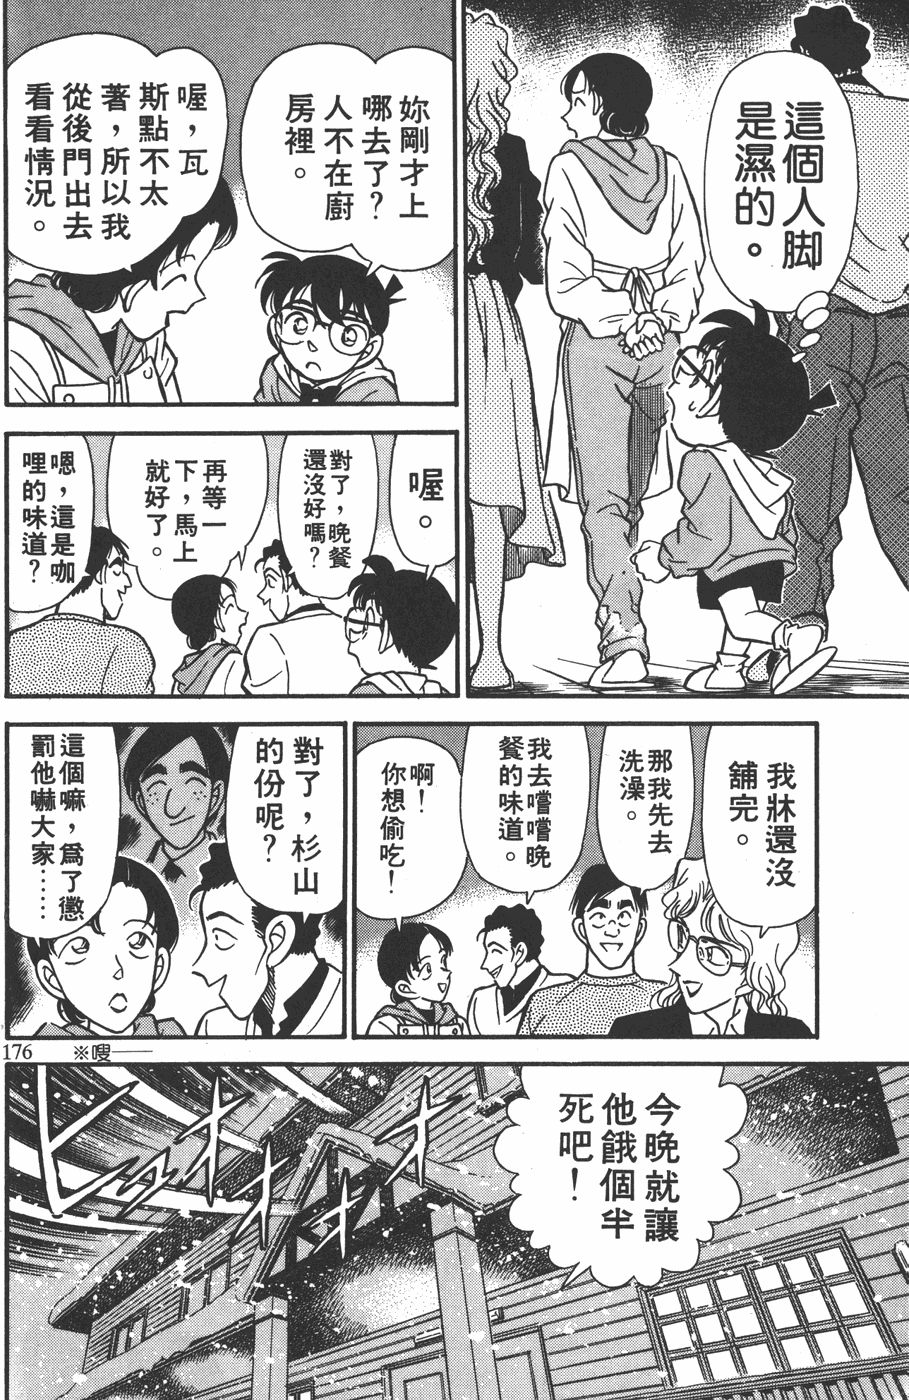 這個人脚
是濕的。
妳剛才上
哪去了?
人不在廚
房裡。
喔,瓦
斯點不太
著,所以我
從後門出去
看看情況。
喔。
對了,晚餐
還沒好嗎?
再等一
下,馬上
就好了。
嗯,這是咖
哩的味道?
我牀還沒
舖完。
那我先去
洗澡。
我去嚐嚐晚
餐的味道。
啊!
你想偷吃!
對了,杉山
的份呢?
這個嘛,爲了懲
罰他嚇大家……
176
※嗖——
今晚就讓
他餓個半
死吧!
ビュオオオオ